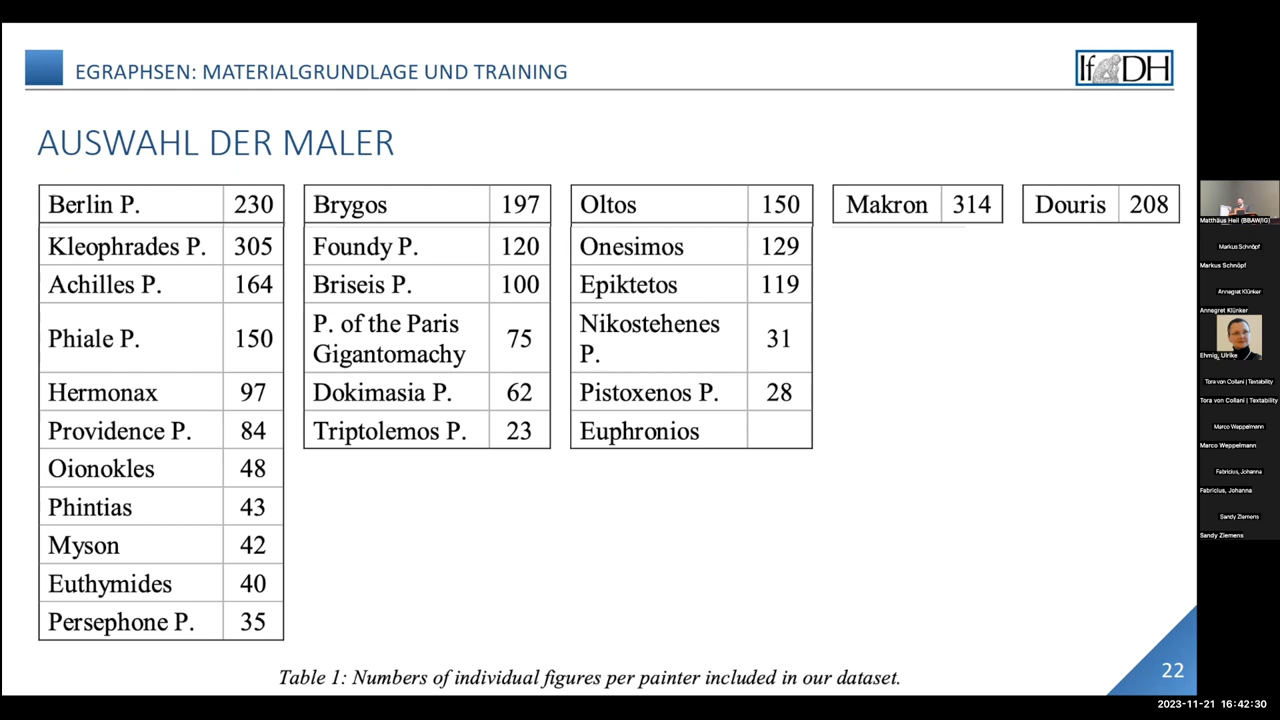 EGRAPHSEN: MATERIALGRUNDLAGE UND TRAINING
If DH
AUSWAHL DER MALER
Berlin P. 230
Kleophrades P. 305
Achilles P. 164
Phiale P. 150
Hermonax 97
Providence P. 84
Oionokles 48
Phintias 43
Myson 42
Euthymides 40
Persephone P. 35
Brygos 197
Foundy P. 120
Briseis P. 100
P. of the Paris
Gigantomachy 75
Dokimasia P. 62
Triptolemos P. 23
Oltos 150
Onesimos 129
Epiktetos 119
Nikostehenes
P. 31
Pistoxenos P. 28
Euphronios
Makron 314
Douris 208
Table 1: Numbers of individual figures per painter included in our dataset.
22
Matthäus Heil (BBAW/IG)
Markus Schnöpf
Markus Schnöpf
Annegret Klünker
Annegret Klünker
Ehmig, Ulrike
Tora von Collani | Textability
Tora von Collani | Textability
Marco Weppelmann
Marco Weppelmann
Fabricius, Johanna
Fabricius, Johanna
Sandy Ziemens
Sandy Ziemens
2023-11-21 16:42:30